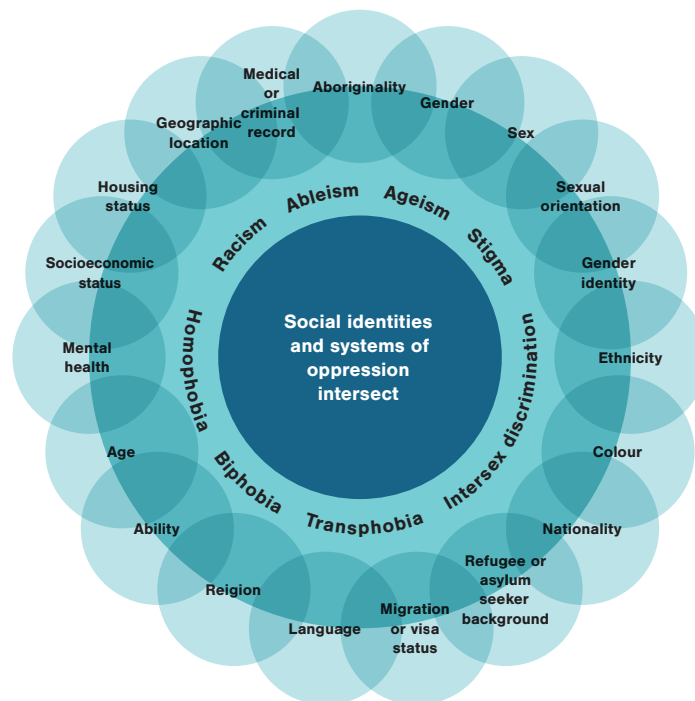 Aboriginality
Gender
Sex
Sexual
orientation
Gender
identity
Ethnicity
Colour
Nationality
Refugee or
asylum
seeker
background
Migration
or visa
status
Language
Reigion
Ability
Age
Mental
health
Socioeconomic
status
Housing
status
Geographic
location
Medical
or
criminal
record
Ableism
Ageism
Stigma
Intersex discrimination
Transphobia
Biphobia
Homophobia
Racism
Social identities
and systems of
oppression
intersect